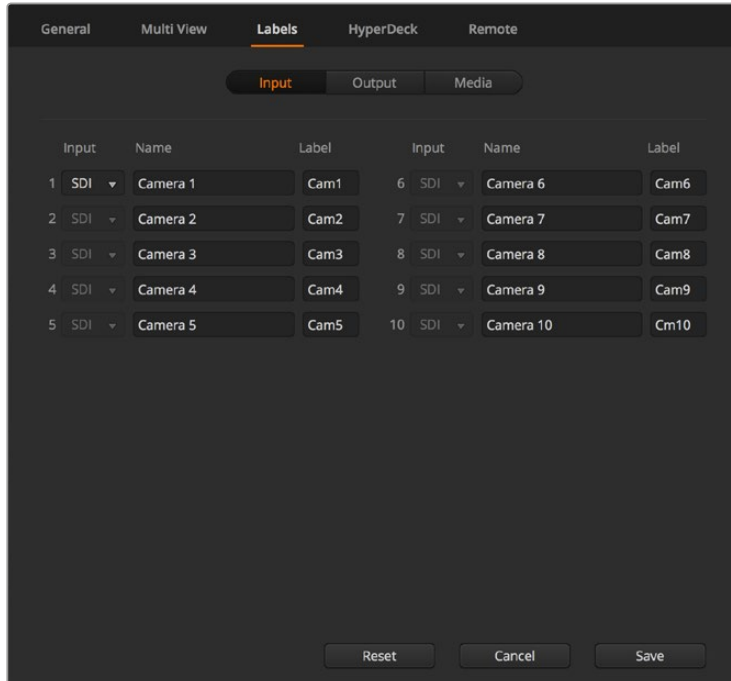 General Multi View Labels HyperDeck Remote
Input Output Media
Input Name Label Input Name Label
1 SDI Camera 1 Cam1 6 SDI Camera 6 Cam6
2 SDI Camera 2 Cam2 7 SDI Camera 7 Cam7
3 SDI Camera 3 Cam3 8 SDI Camera 8 Cam8
4 SDI Camera 4 Cam4 9 SDI Camera 9 Cam9
5 SDI Camera 5 Cam5 10 SDI Camera 10 Cm10
Reset Cancel Save